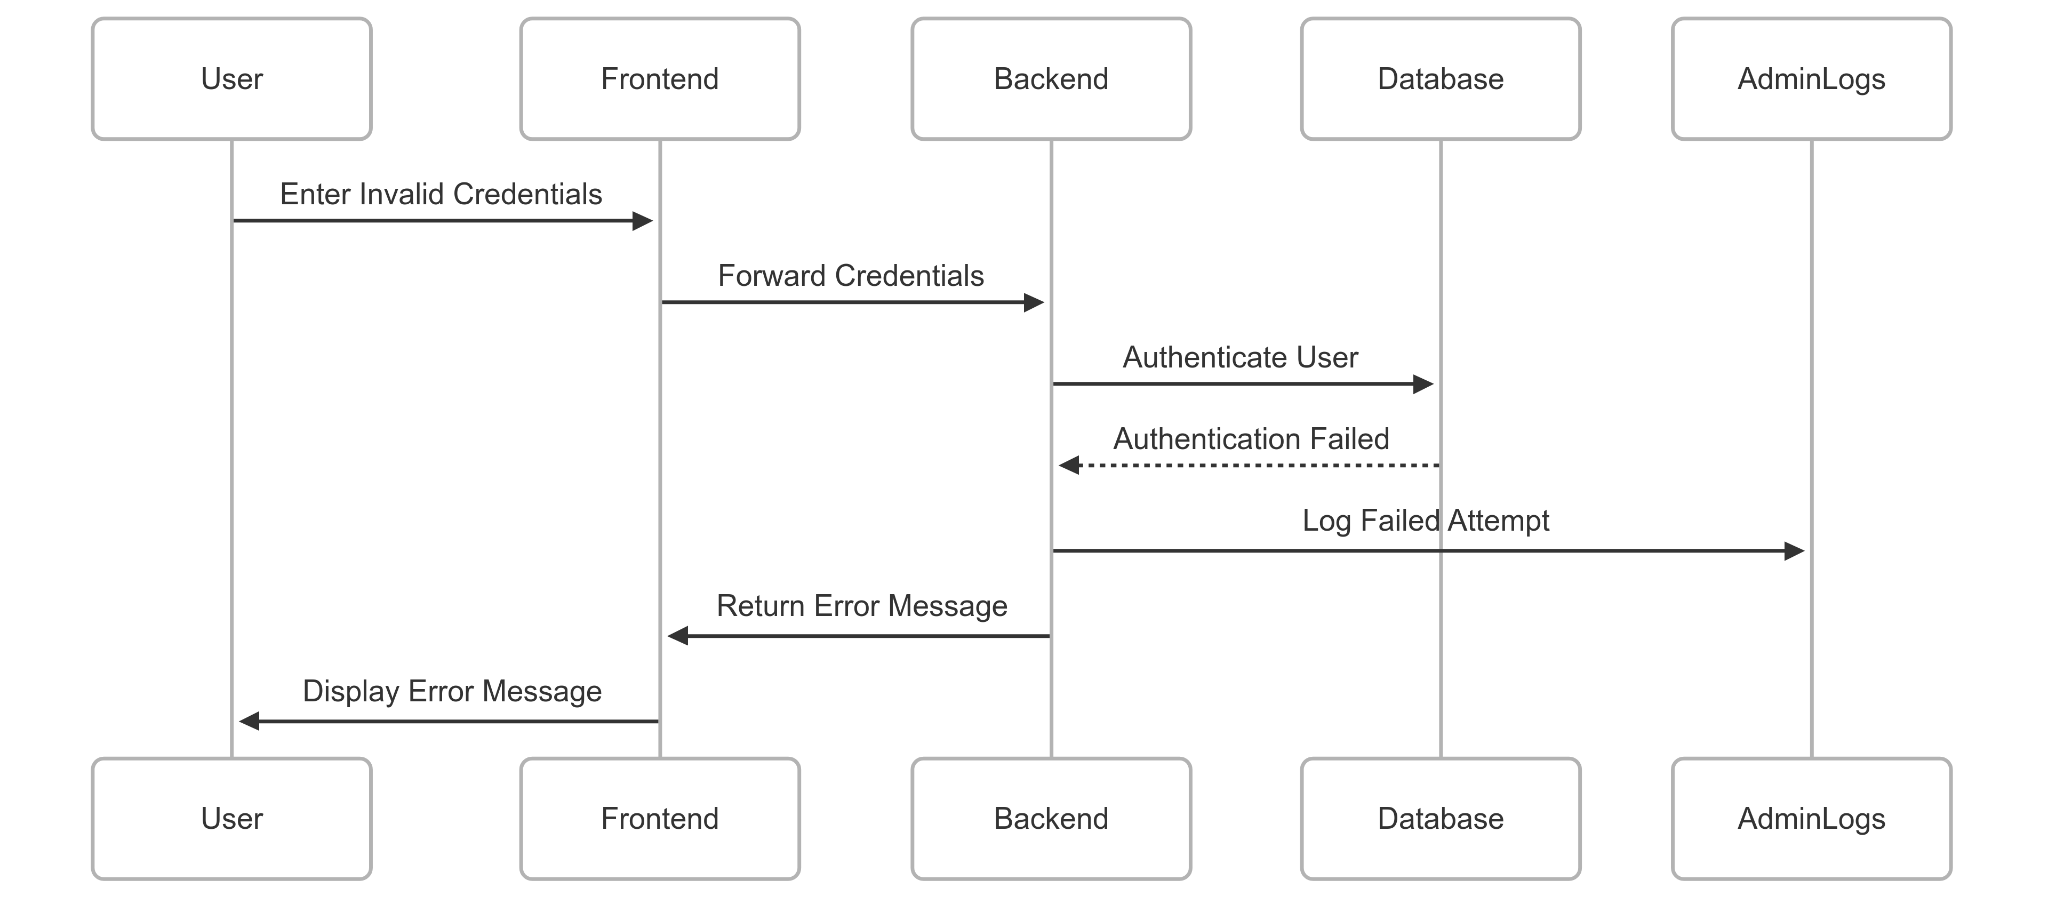 User
Frontend
Backend
Database
AdminLogs
Enter Invalid Credentials
Forward Credentials
Authenticate User
Authentication Failed
Log Failed Attempt
Return Error Message
Display Error Message
User
Frontend
Backend
Database
AdminLogs